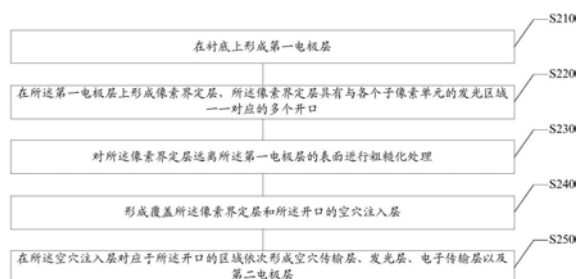 S210
在衬底上形成第一电极层
S220
在所述第一电极层上形成像素界定层、所述像素界定层具有与各个子像素单元的发光区域
一一对应的多个开口
S230
对所述像素界定层远离所述第一电极层的表面进行粗糙化处理
S240
形成覆盖所述像素界定层和所述开口的空穴注入层
S250
在所述空穴注入层对应于所述开口的区域依次形成空穴传输层、发光层、电子传输层以及
第二电极层